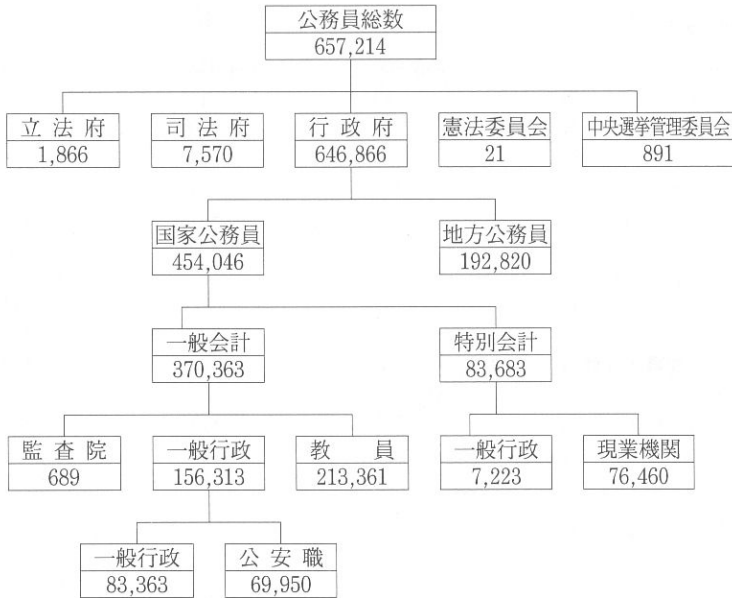 公務員総数
657,214
立法府
1,866
司法府
7,570
行政府
646,866
憲法委員会
21
中央選挙管理委員会
891
国家公務員
454,046
地方公務員
192,820
一般会計
370,363
特別会計
83,683
監査院
689
一般行政
156,313
教員
213,361
一般行政
7,223
現業機関
76,460
一般行政
83,363
公安職
69,950